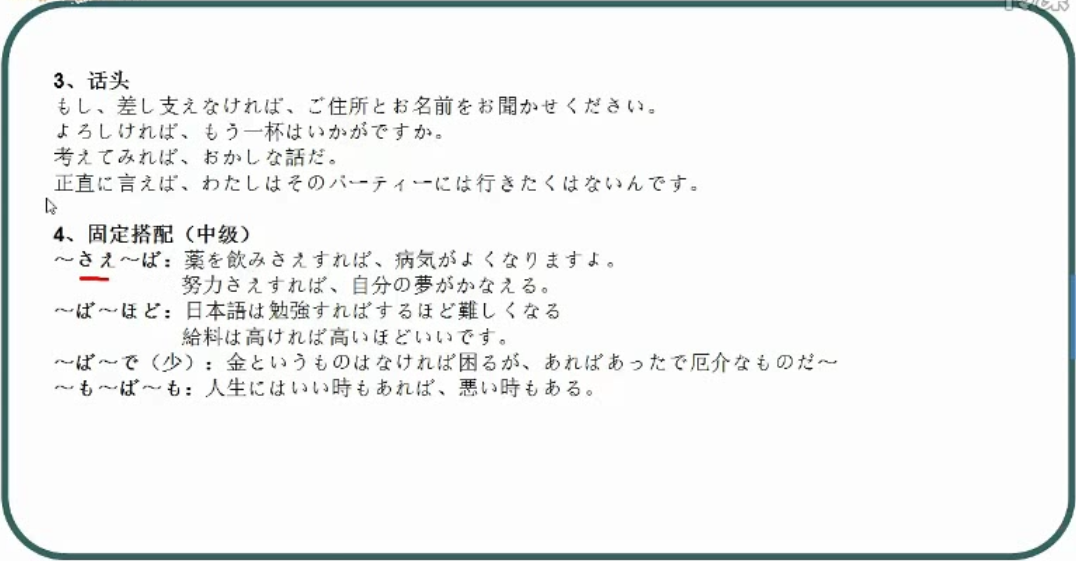 3、话头
もし、差し支えなければ、ご住所とお名前をお聞かせください。
よろしければ、もう一杯はいかがですか。
考えてみれば、おかしな話だ。
正直に言えば、わたしはそのパーティーには行きたくはないんです。
4、固定搭配（中级）
～さえ～ば：薬を飲みさえすれば、病気がよくなりますよ。
努力さえすれば、自分の夢がかなえる。
～ば～ほど：日本語は勉強すればするほど難しくなる
給料は高ければ高いほどいいです。
～ば～で（少）：金というものはなければ困るが、あればあったで厄介なものだ～
～も～ば～も：人生にはいい時もあれば、悪い時もある。